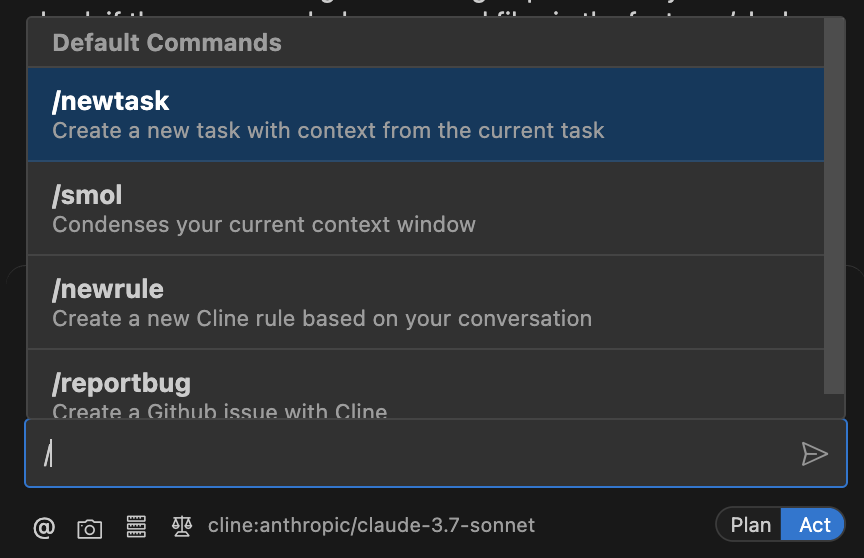 Default Commands
/newtask
Create a new task with context from the current task
/smol
Condenses your current context window
/newrule
Create a new Cline rule based on your conversation
/reportbug
Create a Github issue with Cline
/
@
cline:anthropic/claude-3.7-sonnet
Plan Act